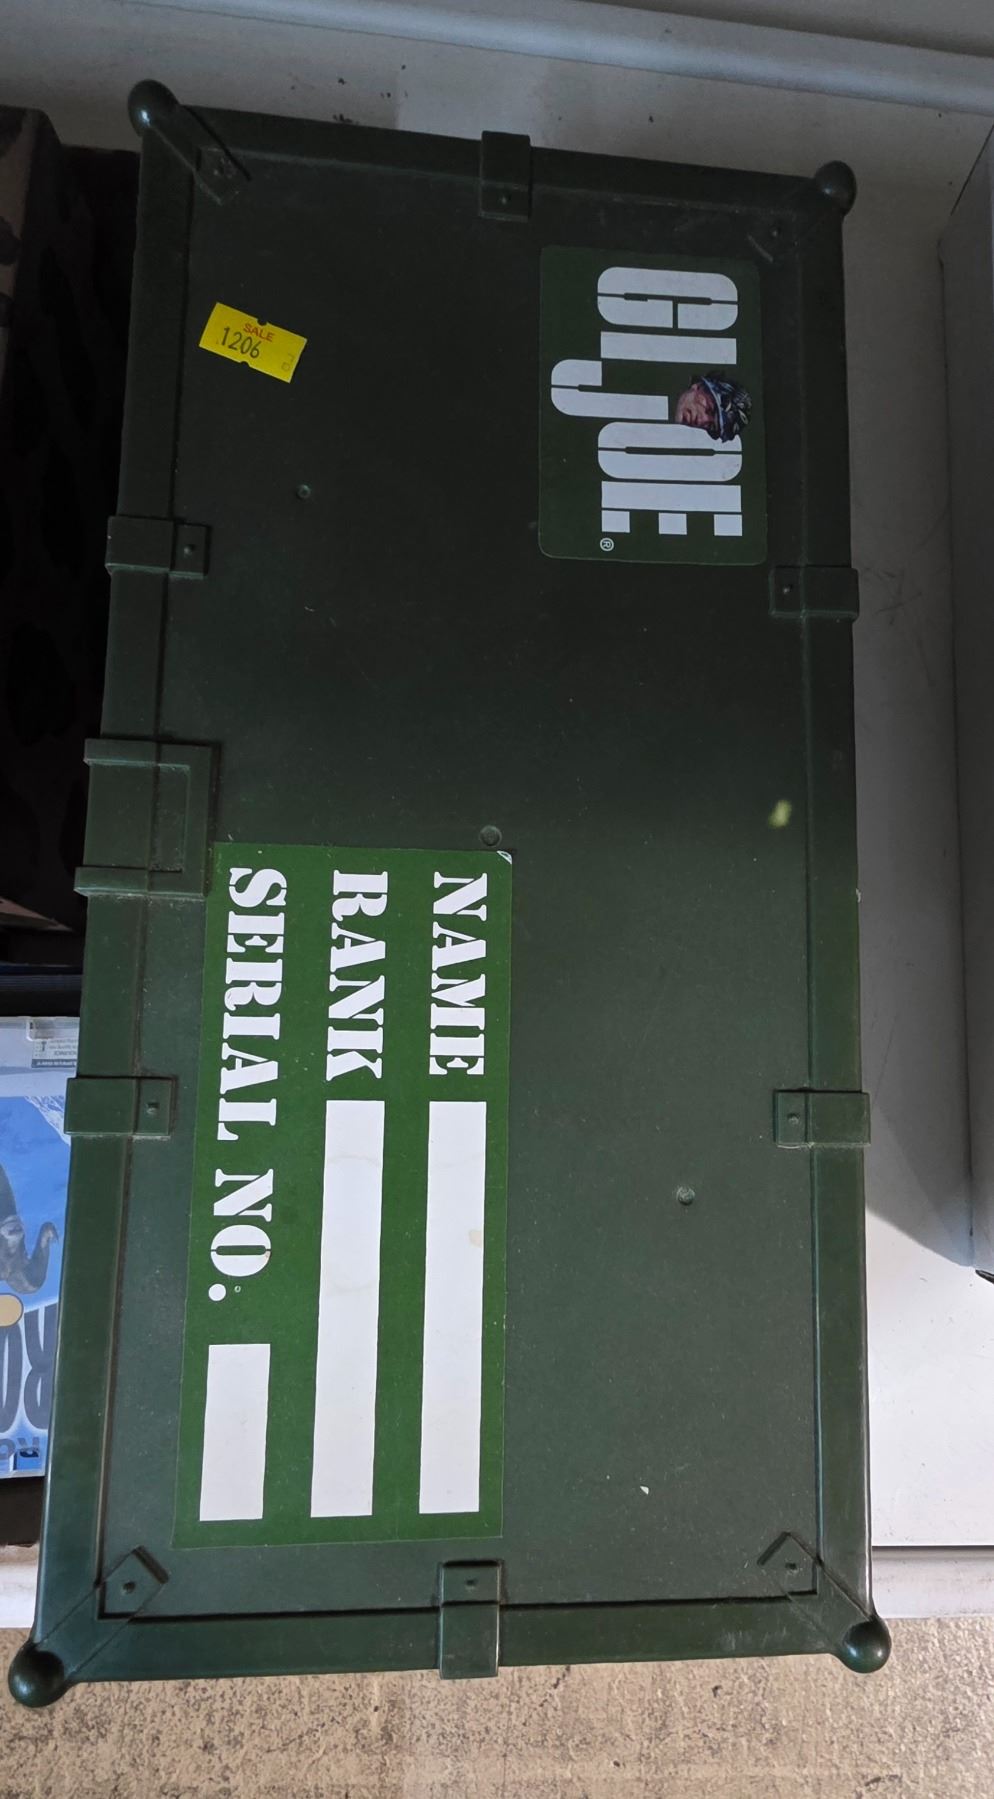 GI JOE®
SALE
1206
NAME
RANK
SERIAL NO.